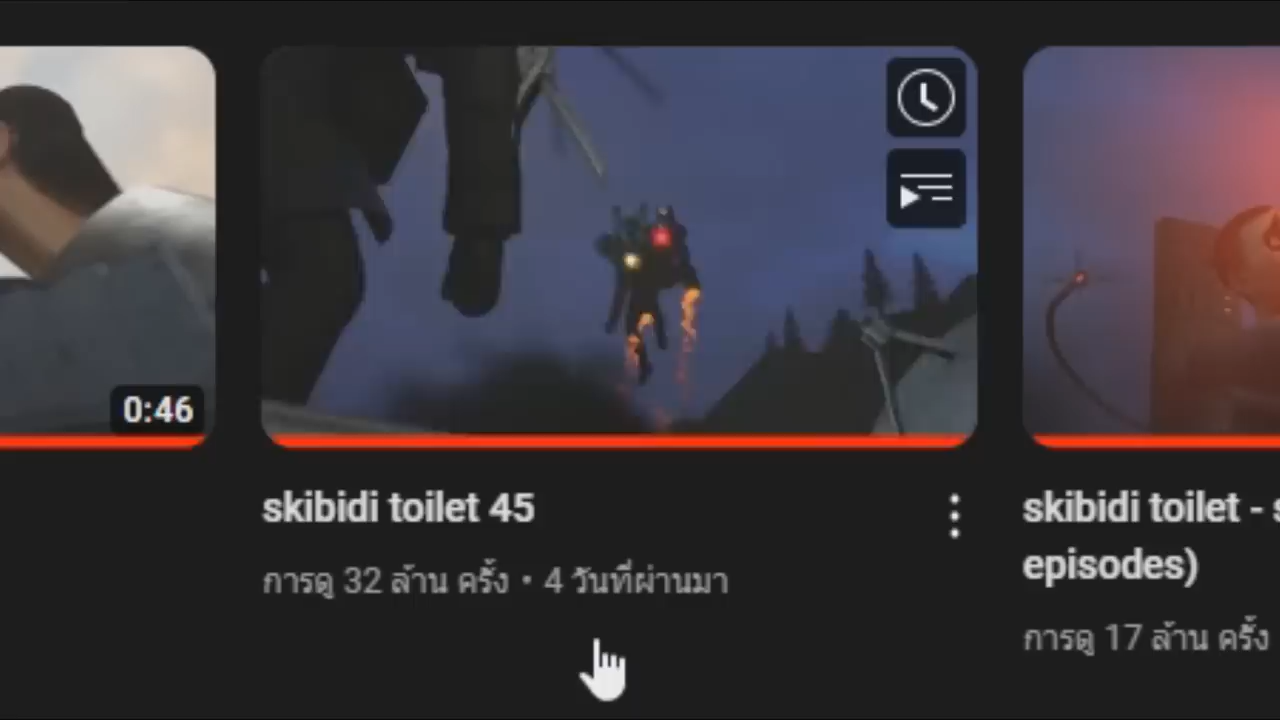 0:46
skibidi toilet 45
การดู 32 ล้าน ครั้ง • 4 วันที่ผ่านมา
skibidi toilet -
episodes)
การดู 17 ล้าน ครั้ง